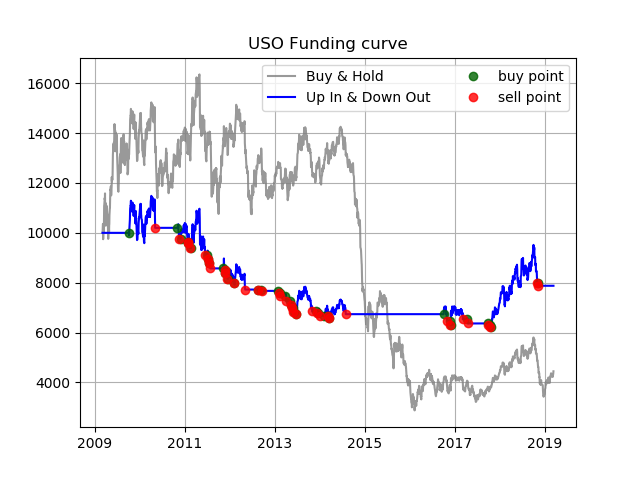 USO Funding curve
16000
14000
12000
10000
8000
6000
4000
Buy & Hold
Up In & Down Out
buy point
sell point
2009 2011 2013 2015 2017 2019